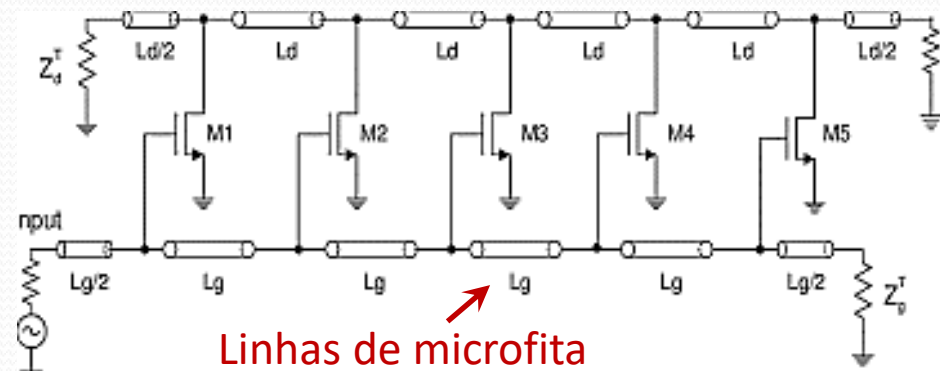 Ld/2 Ld Ld Ld Ld Ld/2
Z_d^T
M1 M2 M3 M4 M5
nput
Lg/2 Lg Lg Lg Lg Lg/2
Z_g^T
Linhas de microfita